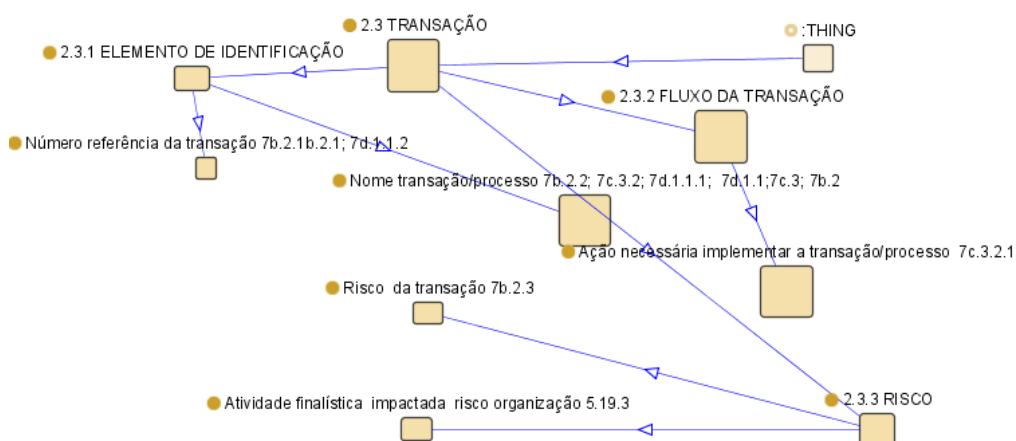 2.3 TRANSAÇÃO
:THING
2.3.1 ELEMENTO DE IDENTIFICAÇÃO
2.3.2 FLUXO DA TRANSAÇÃO
Número referência da transação 7b.2.1b.2.1; 7d.1.1.2
Nome transação/processo 7b.2.2; 7c.3.2; 7d.1.1.1; 7d.1.1;7c.3; 7b.2
Ação necessária implementar a transação/processo 7c.3.2.1
Risco da transação 7b.2.3
2.3.3 RISCO
Atividade finalística impactada risco organização 5.19.3